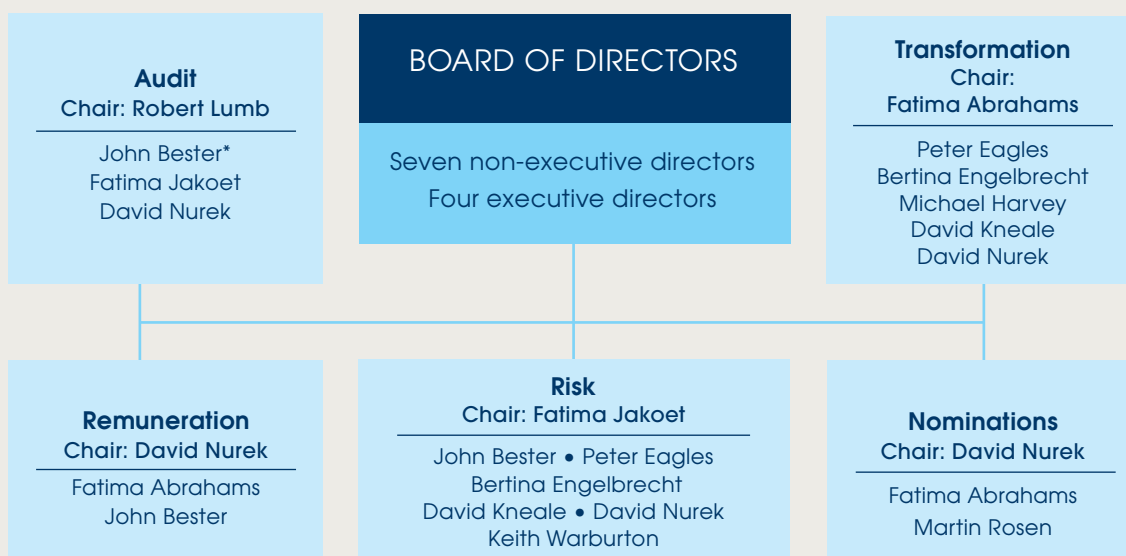 Audit
Chair: Robert Lumb
John Bester*
Fatima Jakoet
David Nurek
BOARD OF DIRECTORS
Seven non-executive directors
Four executive directors
Transformation
Chair:
Fatima Abrahams
Peter Eagles
Bertina Engelbrecht
Michael Harvey
David Kneale
David Nurek
Remuneration
Chair: David Nurek
Fatima Abrahams
John Bester
Risk
Chair: Fatima Jakoet
John Bester • Peter Eagles
Bertina Engelbrecht
David Kneale • David Nurek
Keith Warburton
Nominations
Chair: David Nurek
Fatima Abrahams
Martin Rosen